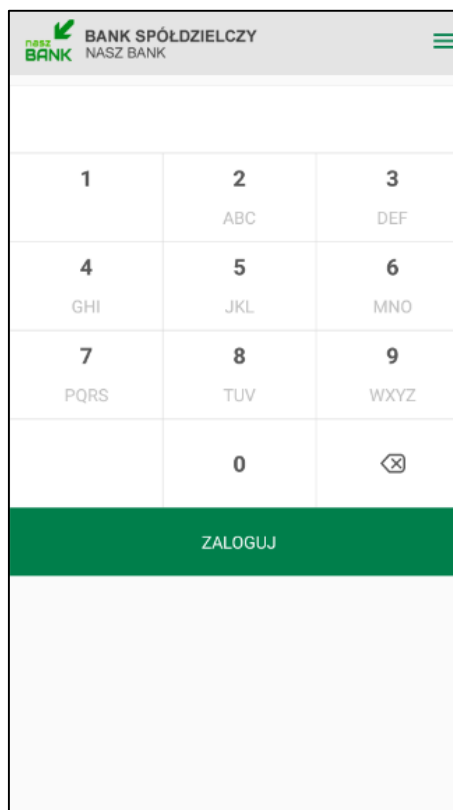 nasz
BANK
BANK SPÓŁDZIELCZY
NASZ BANK
1
2
3
ABC
DEF
4
5
6
GHI
JKL
MNO
7
8
9
PQRS
TUV
WXYZ
0
ZALOGUJ